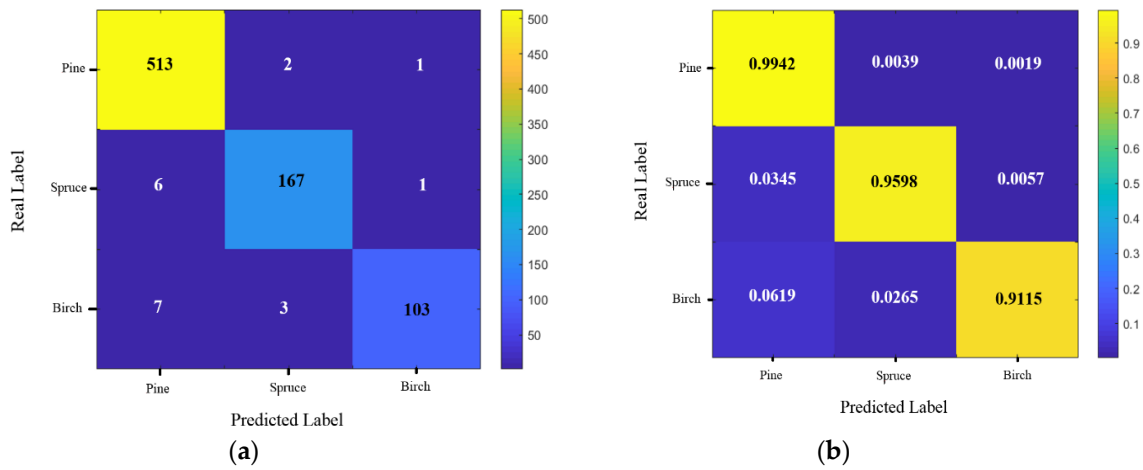 500
450
400
350
300
250
200
150
100
50
Real Label
Pine
513
2
1
Spruce
6
167
1
Birch
7
3
103
Pine
Spruce
Birch
Predicted Label
(a)
0.9
0.8
0.7
0.6
0.5
0.4
0.3
0.2
0.1
Real Label
Pine
0.9942
0.0039
0.0019
Spruce
0.0345
0.9598
0.0057
Birch
0.0619
0.0265
0.9115
Pine
Spruce
Birch
Predicted Label
(b)